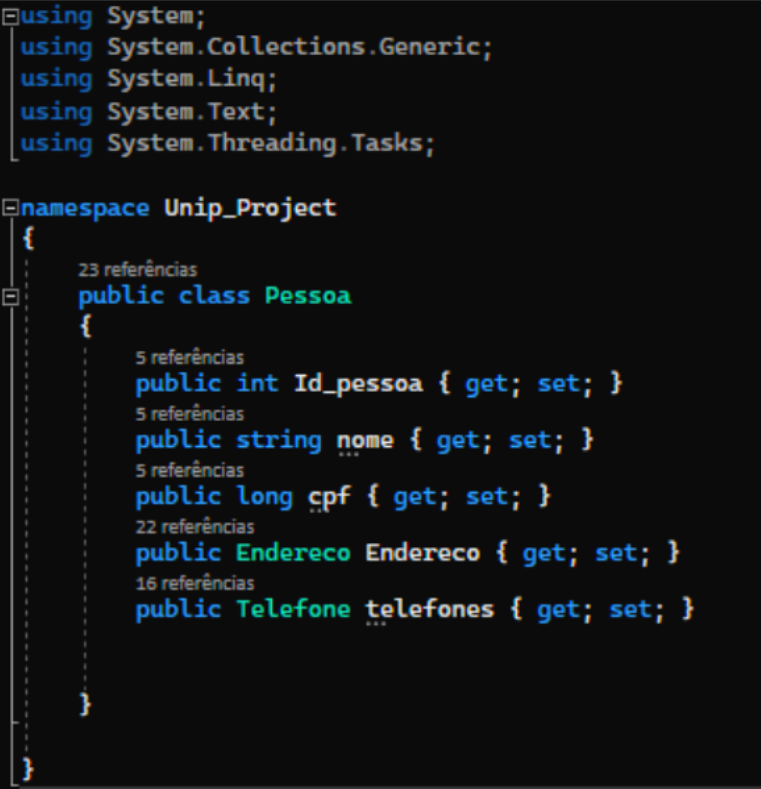 using System;
using System.Collections.Generic;
using System.Linq;
using System.Text;
using System.Threading.Tasks;
namespace Unip_Project
{
23 referências
public class Pessoa
{
5 referências
public int Id_pessoa { get; set; }
5 referências
public string nome { get; set; }
5 referências
public long cpf { get; set; }
22 referências
public Endereco Endereco { get; set; }
16 referências
public Telefone telefones { get; set; }
}
}